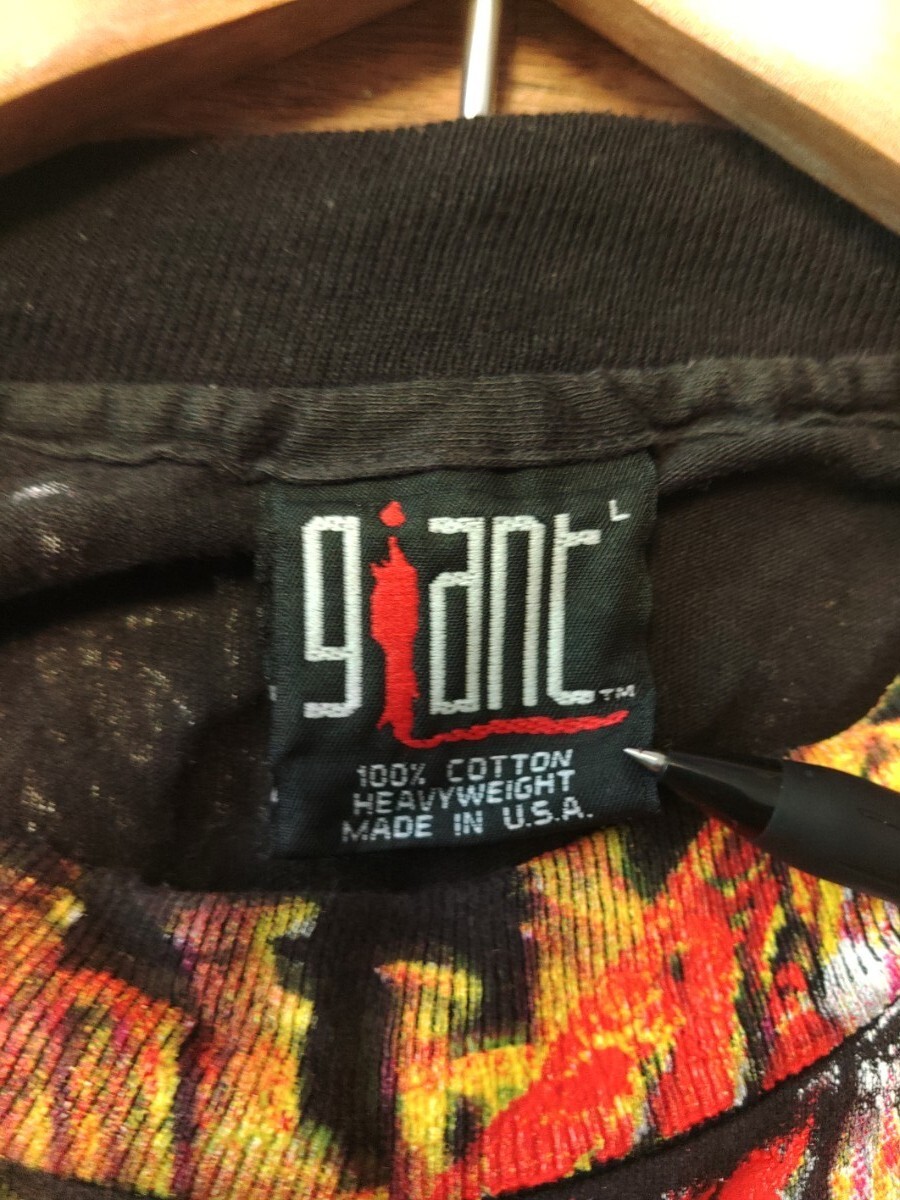 giant L
TM
100% COTTON
HEAVYWEIGHT
MADE IN U.S.A.